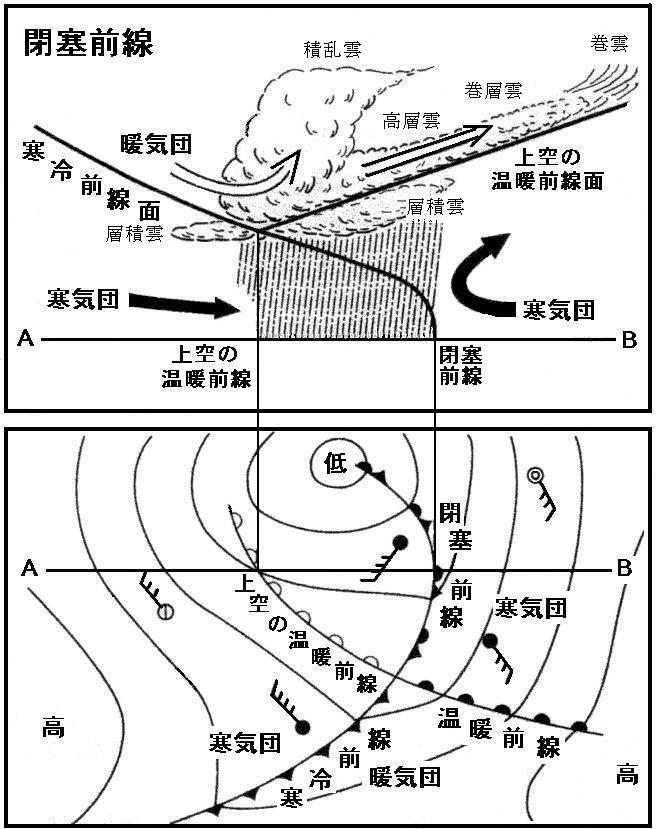 閉塞前線
積乱雲
巻雲
巻層雲
高層雲
暖気団
寒冷前線面
上空の
温暖前線面
層積雲
層積雲
寒気団
寒気団
A
B
上空の
温暖前線
閉塞
前線
低
閉塞前線
A
B
上空の温暖前線
寒気団
高
寒気団
寒冷前線
温暖前線
暖気団
高